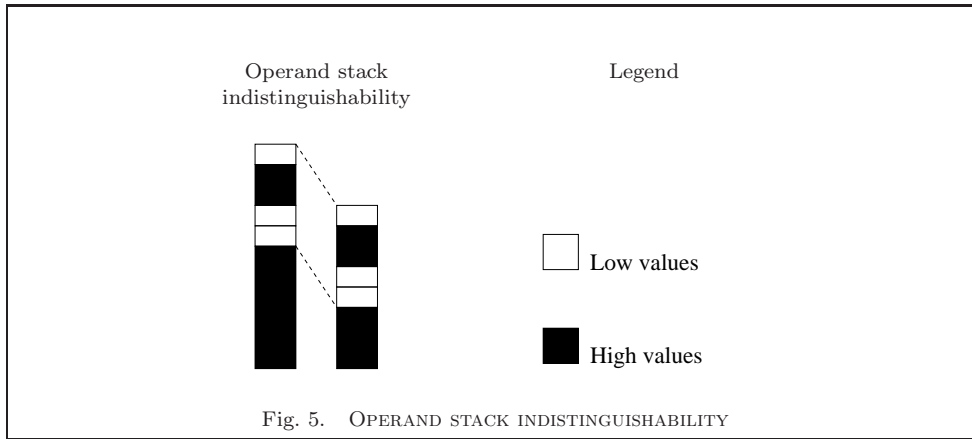 Operand stack
indistinguishability
Legend
Low values
High values
Fig. 5. OPERAND STACK INDISTINGUISHABILITY